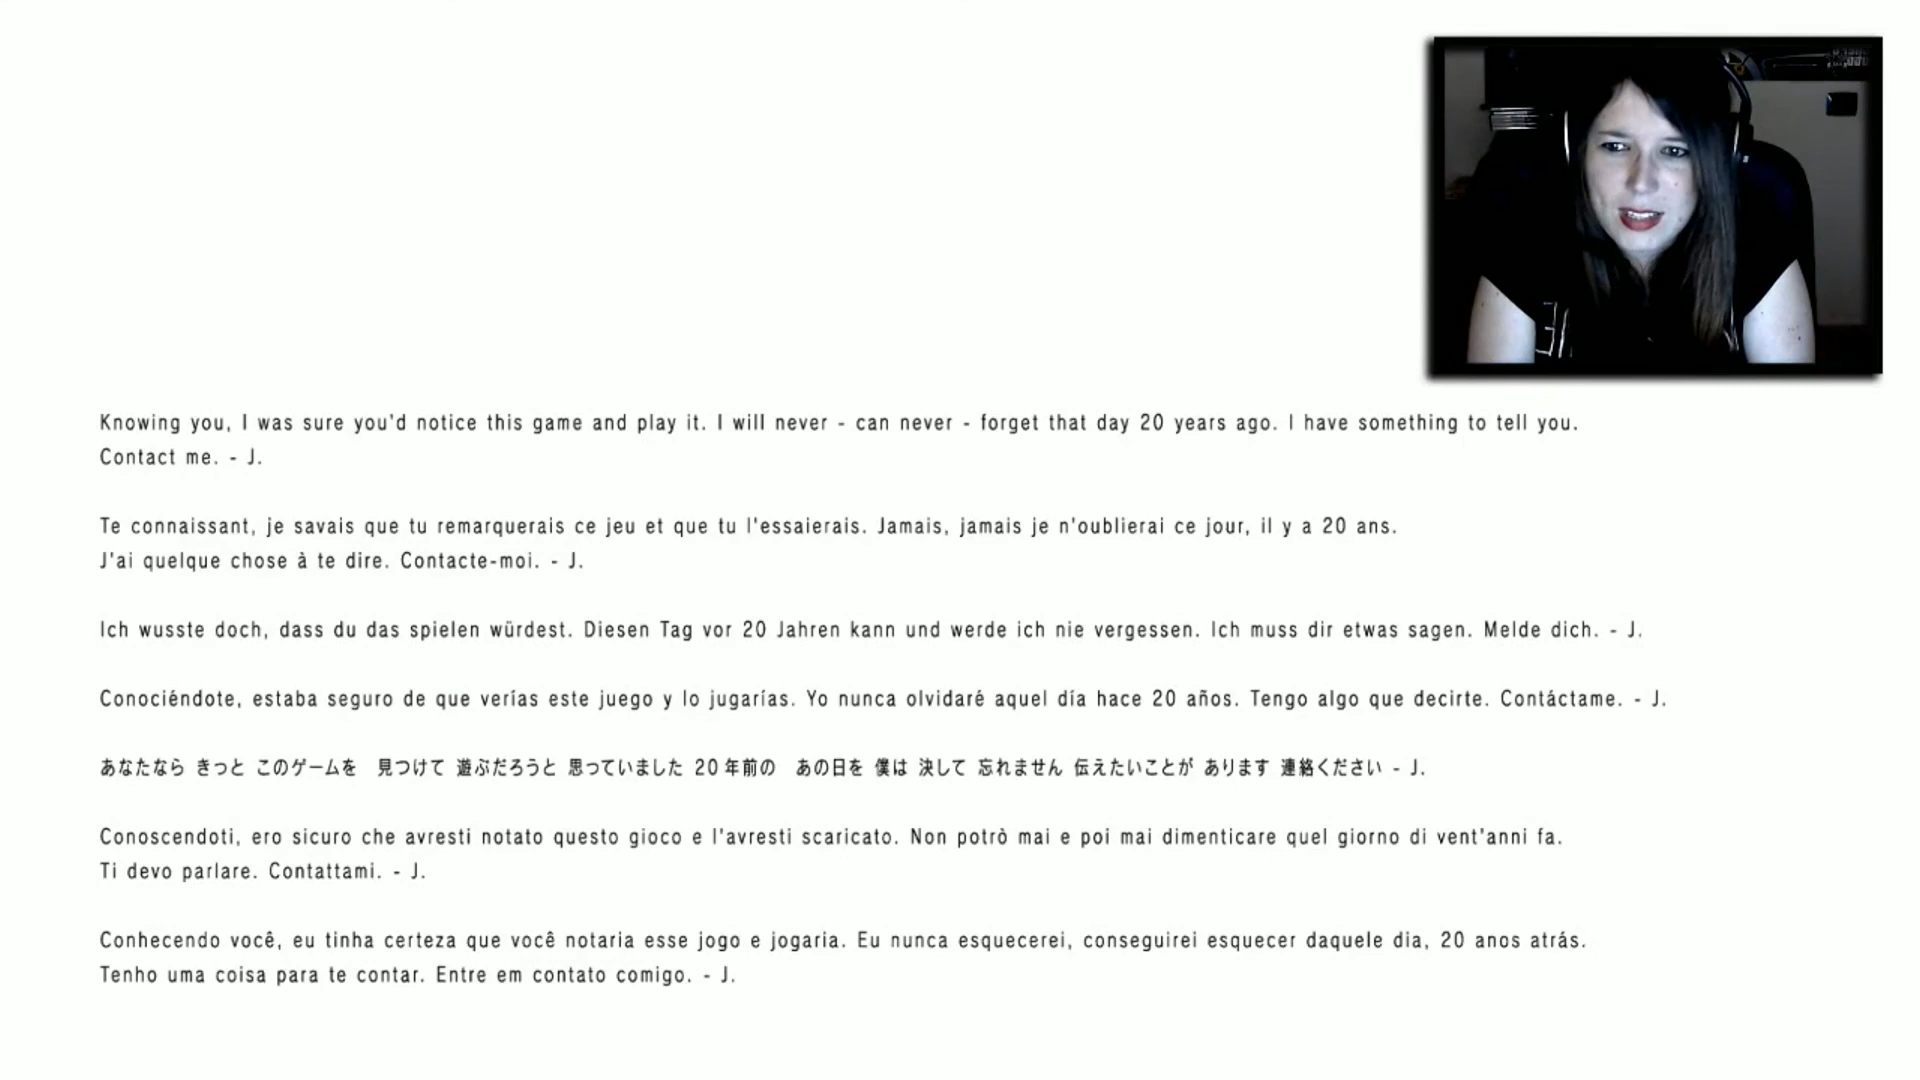 Knowing you, I was sure you'd notice this game and play it. I will never - can never - forget that day 20 years ago. I have something to tell you.
Contact me. - J.
Te connaissant, je savais que tu remarquerais ce jeu et que tu l'essaierais. Jamais, jamais je n'oublierai ce jour, il y a 20 ans.
J'ai quelque chose à te dire. Contacte-moi. - J.
Ich wusste doch, dass du das spielen würdest. Diesen Tag vor 20 Jahren kann und werde ich nie vergessen. Ich muss dir etwas sagen. Melde dich. - J.
Conociéndote, estaba seguro de que verías este juego y lo jugarías. Yo nunca olvidaré aquel día hace 20 años. Tengo algo que decirte. Contáctame. - J.
あなたなら きっと このゲームを　見つけて 遊ぶだろうと 思っていました 20年前の　あの日を 僕は 決して 忘れません 伝えたいことが あります 連絡ください - J.
Conoscendoti, ero sicuro che avresti notato questo gioco e l'avresti scaricato. Non potrò mai e poi mai dimenticare quel giorno di vent'anni fa.
Ti devo parlare. Contattami. - J.
Conhecendo você, eu tinha certeza que você notaria esse jogo e jogaria. Eu nunca esquecerei, conseguirei esquecer daquele dia, 20 anos atrás.
Tenho uma coisa para te contar. Entre em contato comigo. - J.